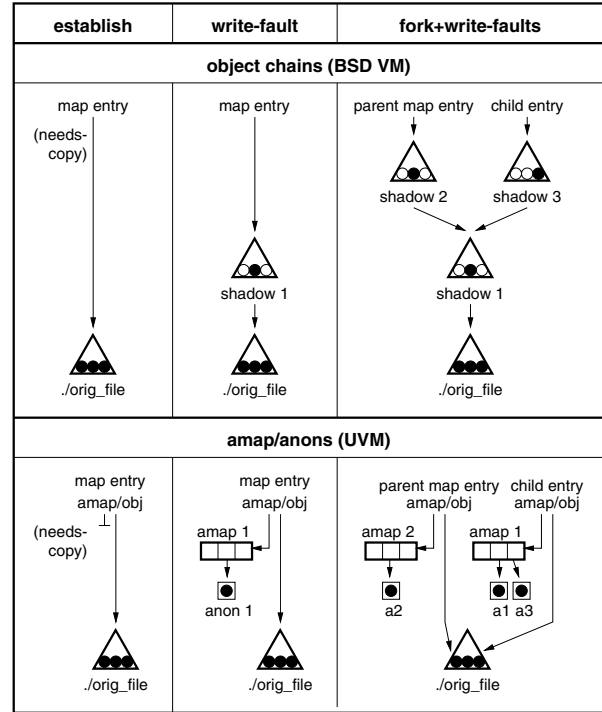 establish write-fault fork+write-faults
object chains (BSD VM)
map entry map entry parent map entry child entry
(needs-
copy)
shadow 2 shadow 3
shadow 1 shadow 1
./orig_file ./orig_file ./orig_file
amap/anons (UVM)
map entry map entry parent map entry child entry
amap/obj amap/obj amap/obj amap/obj
(needs-
copy)
amap 1 amap 2 amap 1
anon 1 a2 a1 a3
./orig_file ./orig_file ./orig_file